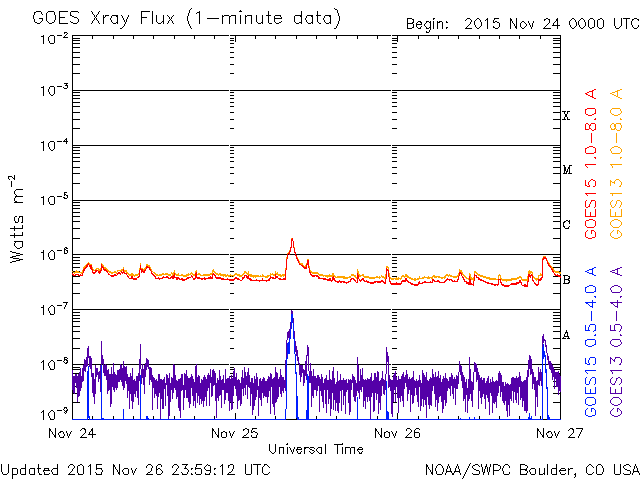 GOES Xray Flux (1-minute data)
Begin: 2015 Nov 24 0000 UTC
10-2
10-3
10-4
10-5
10-6
10-7
10-8
10-9
Watts m-2
X
M
C
B
A
GOES15 1.0-8.0 A
GOES13 1.0-8.0 A
GOES15 0.5-4.0 A
GOES13 0.5-4.0 A
Nov 24
Nov 25
Nov 26
Nov 27
Universal Time
Updated 2015 Nov 26 23:59:12 UTC
NOAA/SWPC Boulder, CO USA